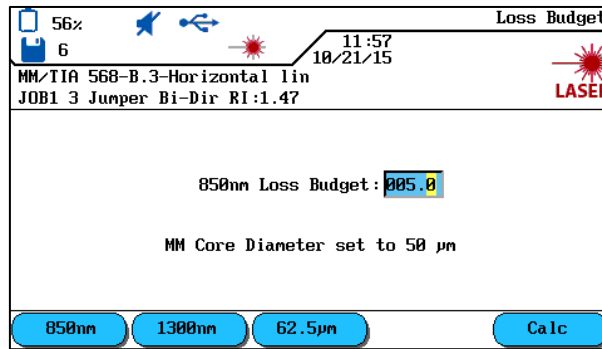 56%
Loss Budget
6
11:57
10/21/15
MM/TIA 568-B.3-Horizontal lin
JOB1 3 Jumper Bi-Dir RI:1.47
LASER
850nm Loss Budget:005.0
MM Core Diameter set to 50 µm
850nm 1300nm 62.5µm Calc